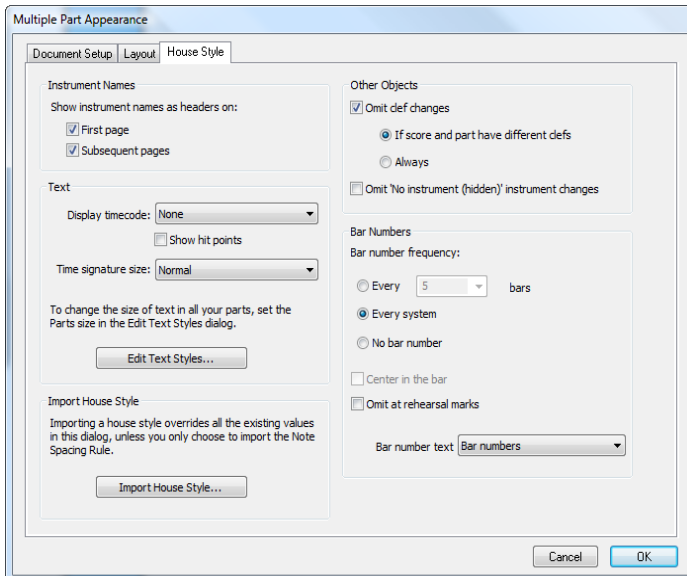 Multiple Part Appearance
Document Setup
Layout
House Style
Instrument Names
Show instrument names as headers on:
First page
Subsequent pages
Text
Display timecode: None
Show hit points
Time signature size: Normal
To change the size of text in all your parts, set the
Parts size in the Edit Text Styles dialog.
Edit Text Styles...
Import House Style
Importing a house style overrides all the existing values
in this dialog, unless you only choose to import the Note
Spacing Rule.
Import House Style...
Other Objects
Omit clef changes
If score and part have different clefs
Always
Omit 'No instrument (hidden)' instrument changes
Bar Numbers
Bar number frequency:
Every 5 bars
Every system
No bar number
Center in the bar
Omit at rehearsal marks
Bar number text Bar numbers
Cancel
OK